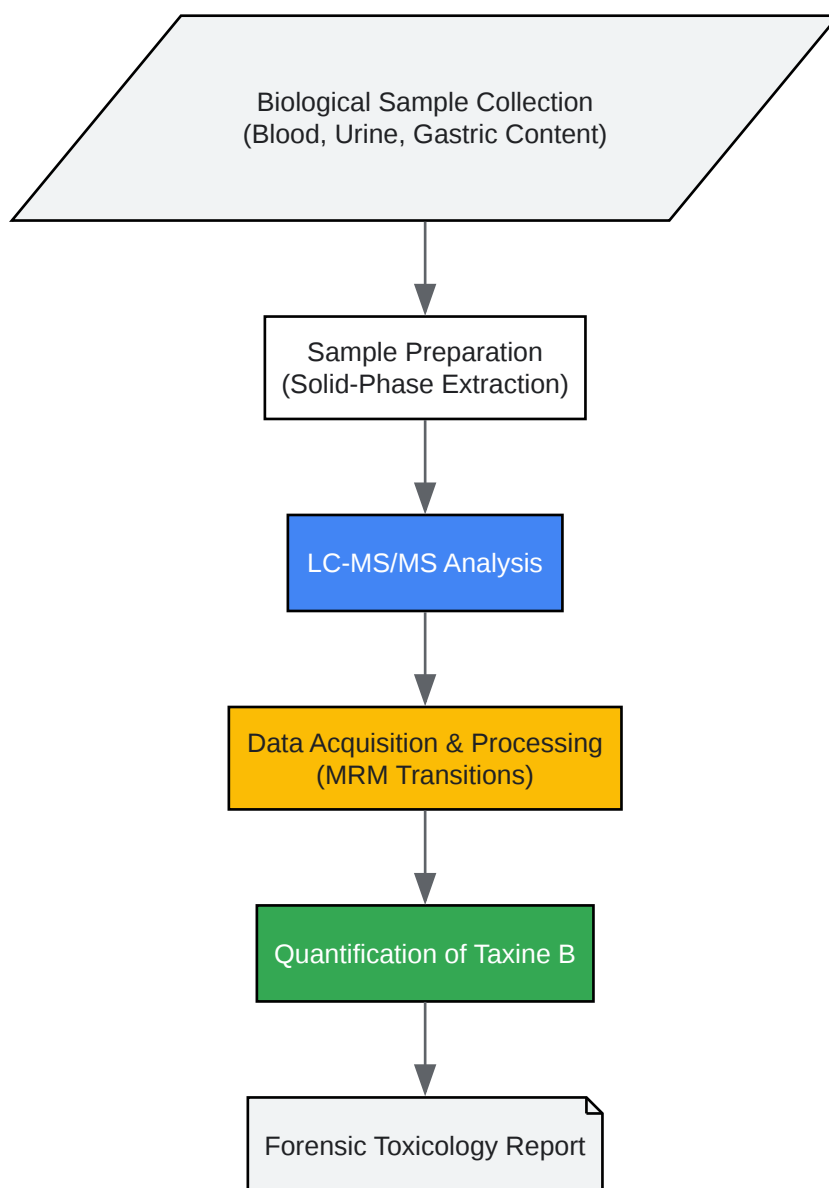 Biological Sample Collection
(Blood, Urine, Gastric Content)
Sample Preparation
(Solid-Phase Extraction)
LC-MS/MS Analysis
Data Acquisition & Processing
(MRM Transitions)
Quantification of Taxine B
Forensic Toxicology Report